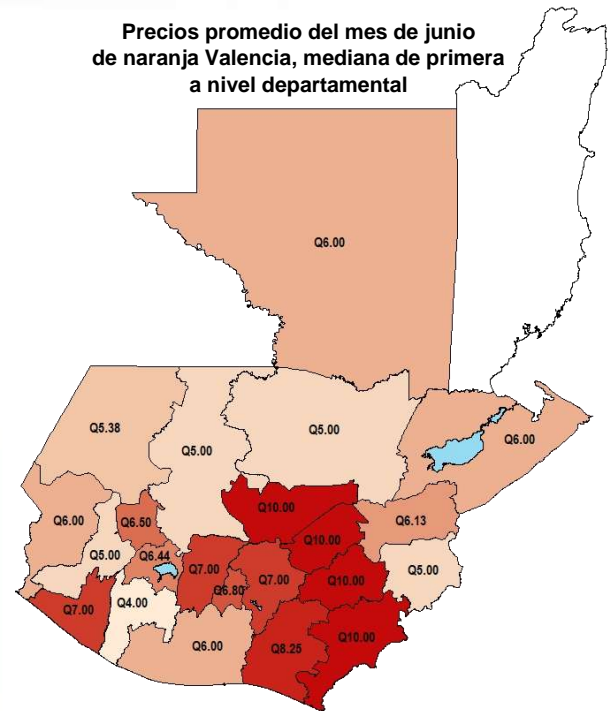 Precios promedio del mes de junio
de naranja Valencia, mediana de primera
a nivel departamental
Q6.00
Q5.38
Q5.00
Q5.00
Q6.00
Q10.00
Q6.00
Q6.50
Q6.13
Q10.00
Q5.00
Q6.44
Q7.00
Q7.00
Q10.00
Q5.00
Q6.80
Q7.00
Q4.00
Q6.00
Q8.25
Q10.00